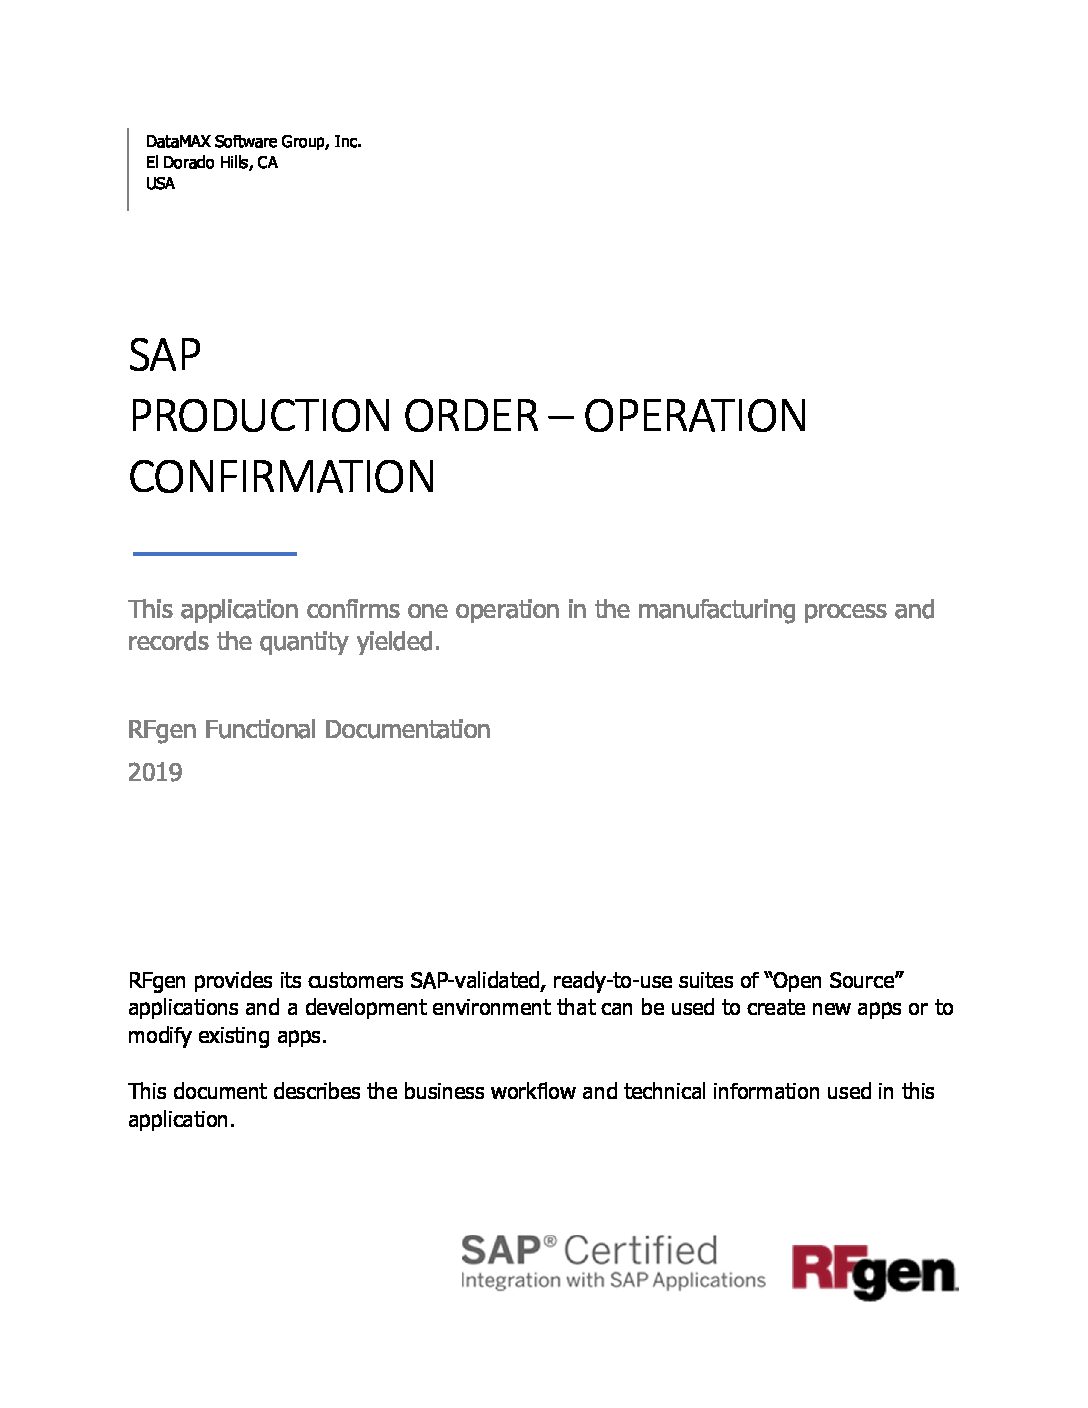 DataMAX Software Group, Inc.
El Dorado Hills, CA
USA
SAP
PRODUCTION ORDER – OPERATION
CONFIRMATION
This application confirms one operation in the manufacturing process and
records the quantity yielded.
RFgen Functional Documentation
2019
RFgen provides its customers SAP-validated, ready-to-use suites of “Open Source”
applications and a development environment that can be used to create new apps or to
modify existing apps.
This document describes the business workflow and technical information used in this
application.
SAP® Certified
Integration with SAP Applications
RFgen